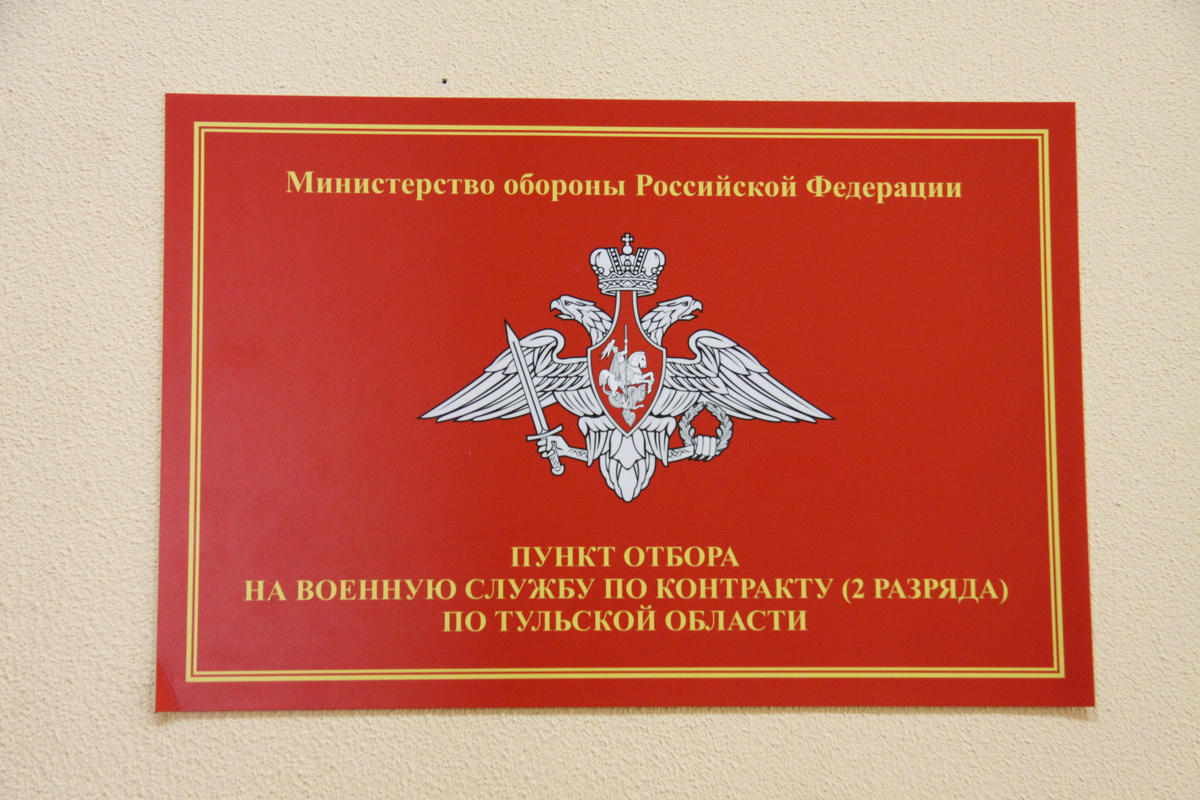 Министерство обороны Российской Федерации
ПУНКТ ОТБОРА
НА ВОЕННУЮ СЛУЖБУ ПО КОНТРАКТУ (2 РАЗРЯДА)
ПО ТУЛЬСКОЙ ОБЛАСТИ